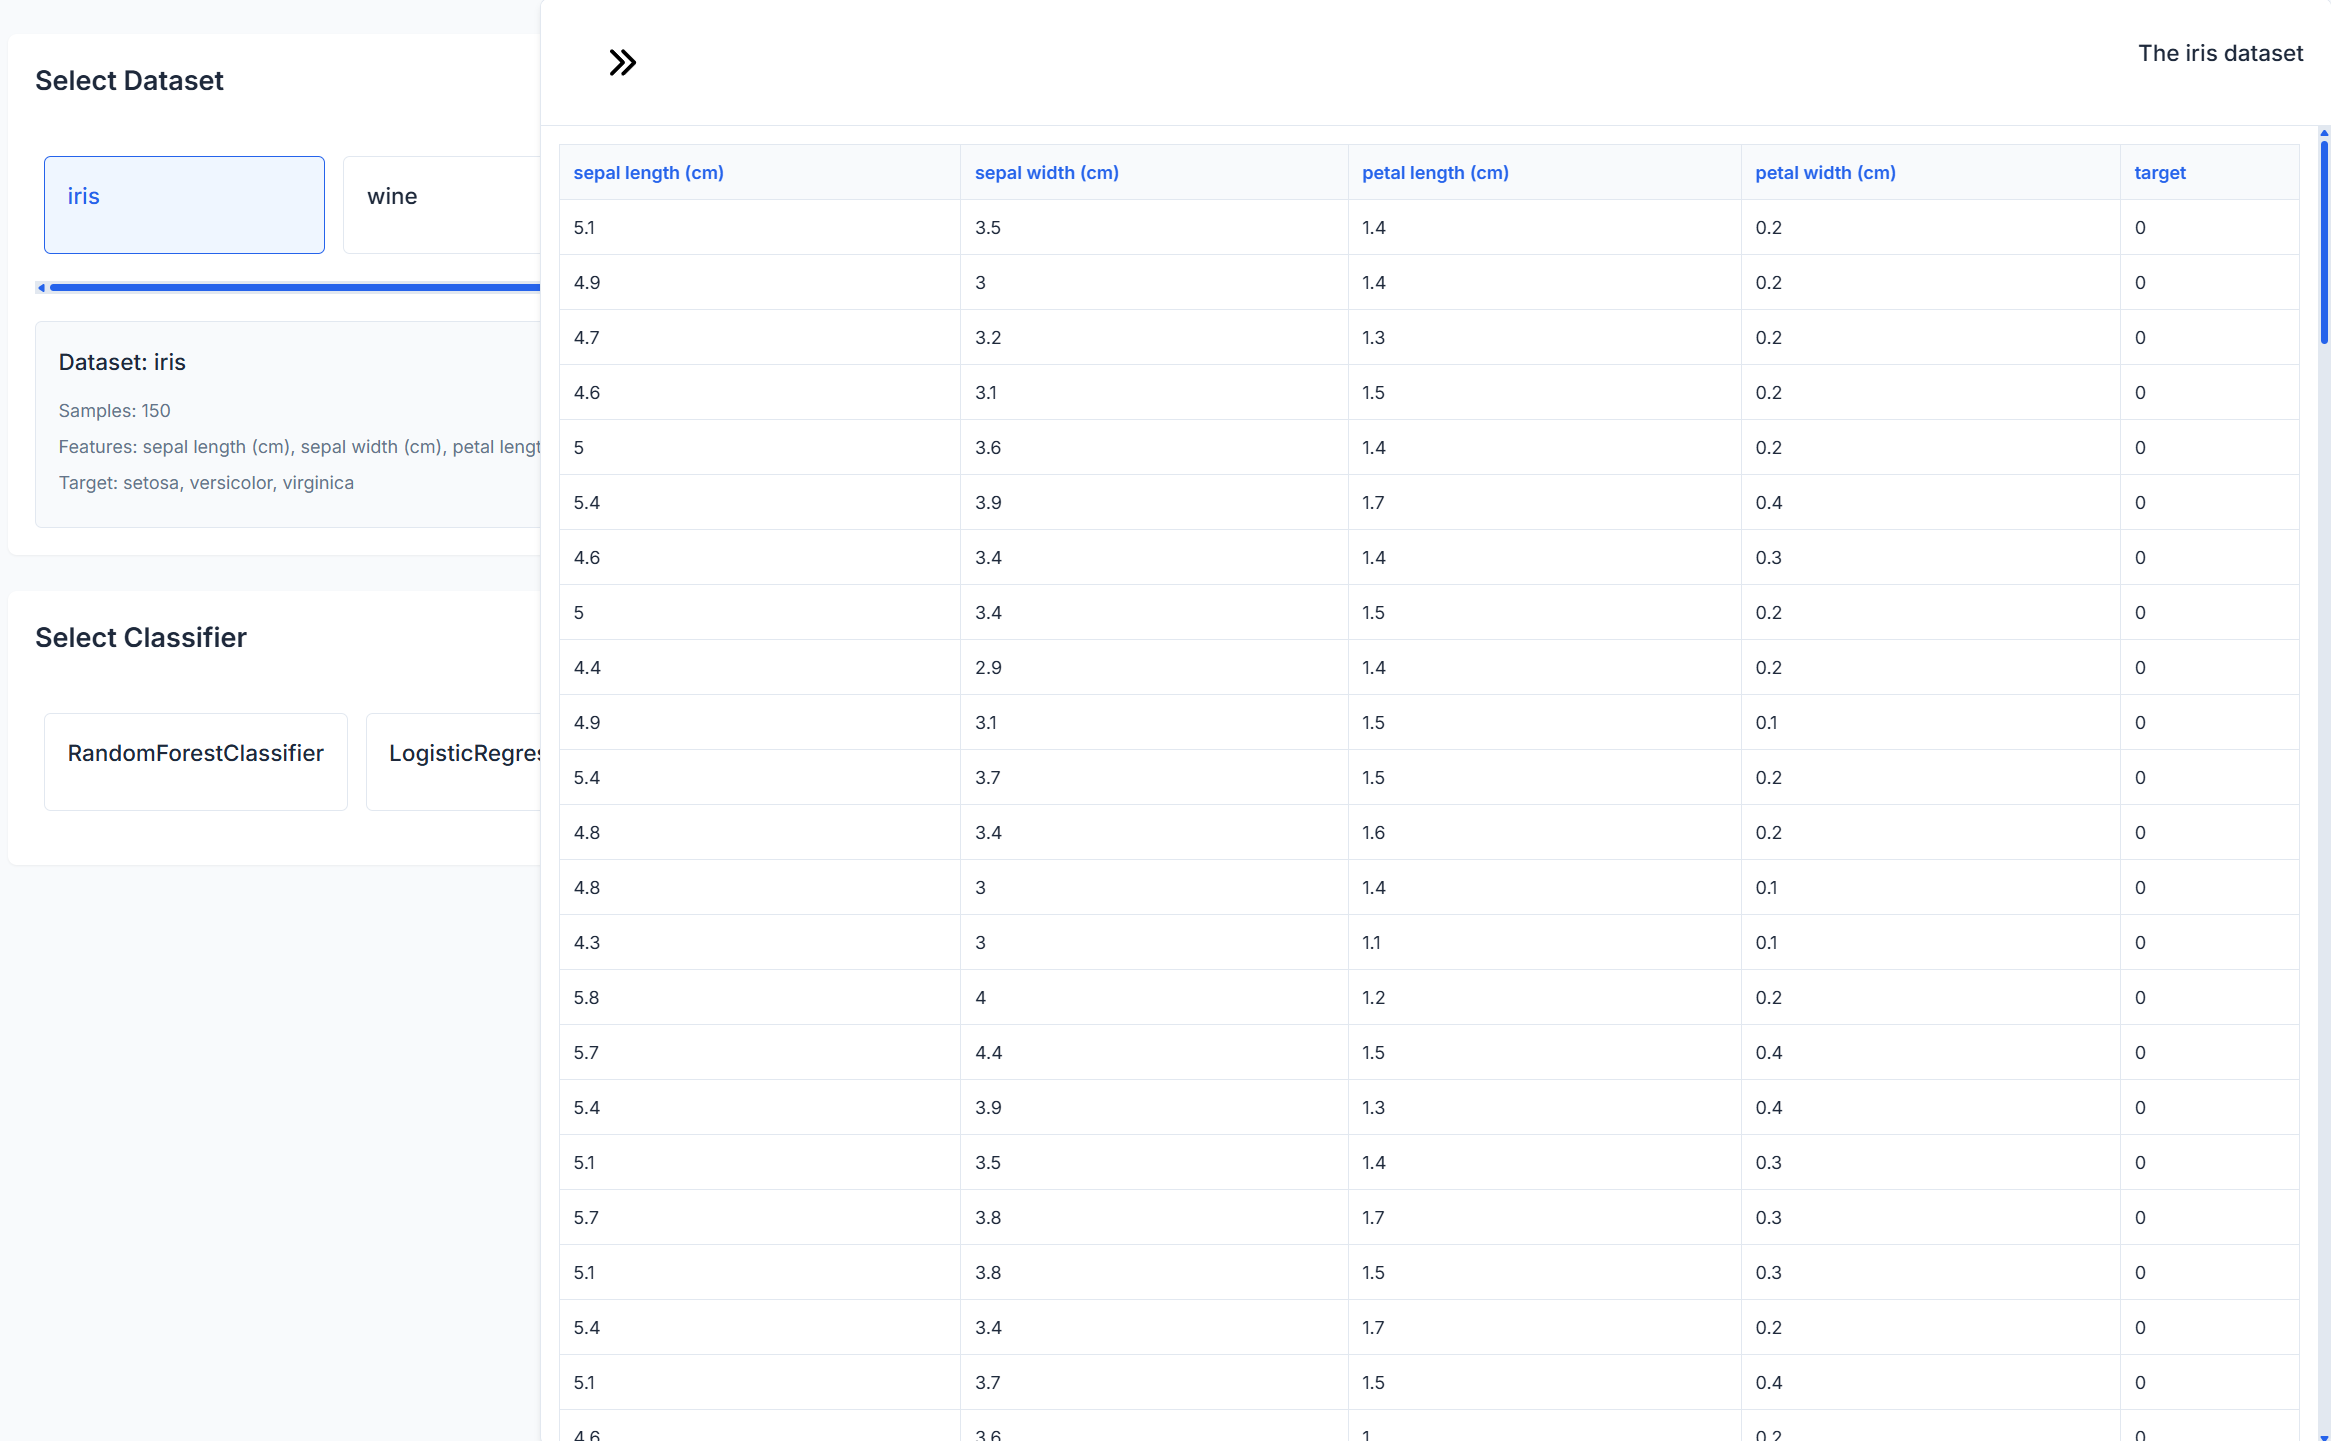 Select Dataset
iris
wine
Dataset: iris
Samples: 150
Features: sepal length (cm), sepal width (cm), petal
Target: setosa, versicolor, virginica
Select Classifier
RandomForestClassifier
The iris dataset
sepal length (cm) sepal width (cm) petal length (cm) petal width (cm) target
5.1 3.5 1.4 0.2 0
4.9 3 1.4 0.2 0
4.7 3.2 1.3 0.2 0
4.6 3.1 1.5 0.2 0
5 3.6 1.4 0.2 0
5.4 3.9 1.7 0.4 0
4.6 3.4 1.4 0.3 0
5 3.4 1.5 0.2 0
4.4 2.9 1.4 0.2 0
4.9 3.1 1.5 0.1 0
5.4 3.7 1.5 0.2 0
4.8 3.4 1.6 0.2 0
4.8 3 1.4 0.1 0
4.3 3 1.1 0.1 0
5.8 4 1.2 0.2 0
5.7 4.4 1.5 0.4 0
5.4 3.9 1.3 0.4 0
5.1 3.5 1.4 0.3 0
5.7 3.8 1.7 0.3 0
5.1 3.8 1.5 0.3 0
5.4 3.4 1.7 0.2 0
5.1 3.7 1.5 0.4 0
4.6 3.6 1 0.2 0